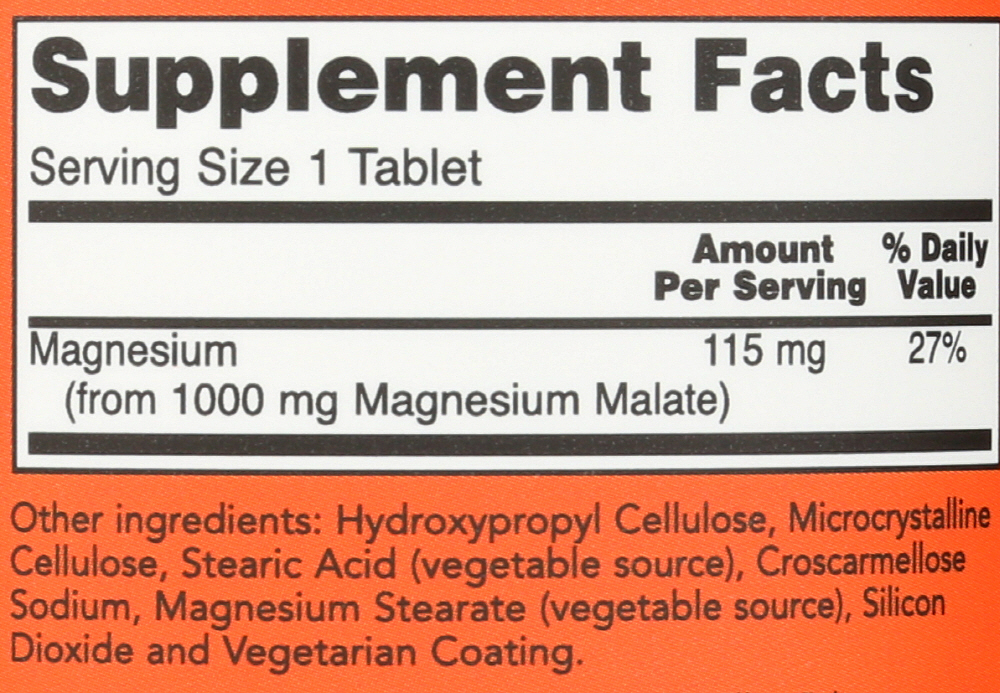 Supplement Facts
Serving Size 1 Tablet
Amount Per Serving % Daily Value
Magnesium 115 mg 27%
(from 1000 mg Magnesium Malate)
Other ingredients: Hydroxypropyl Cellulose, Microcrystalline
Cellulose, Stearic Acid (vegetable source), Croscarmellose
Sodium, Magnesium Stearate (vegetable source), Silicon
Dioxide and Vegetarian Coating.